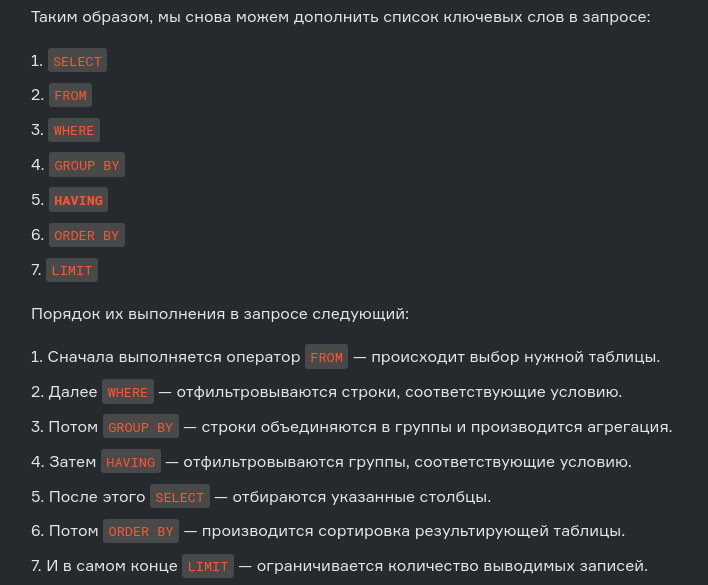 Таким образом, мы снова можем дополнить список ключевых слов в запросе:
1. SELECT
2. FROM
3. WHERE
4. GROUP BY
5. HAVING
6. ORDER BY
7. LIMIT
Порядок их выполнения в запросе следующий:
1. Сначала выполняется оператор FROM — происходит выбор нужной таблицы.
2. Далее WHERE — отфильтровываются строки, соответствующие условию.
3. Потом GROUP BY — строки объединяются в группы и производится агрегация.
4. Затем HAVING — отфильтровываются группы, соответствующие условию.
5. После этого SELECT — отбираются указанные столбцы.
6. Потом ORDER BY — производится сортировка результирующей таблицы.
7. И в самом конце LIMIT — ограничивается количество выводимых записей.